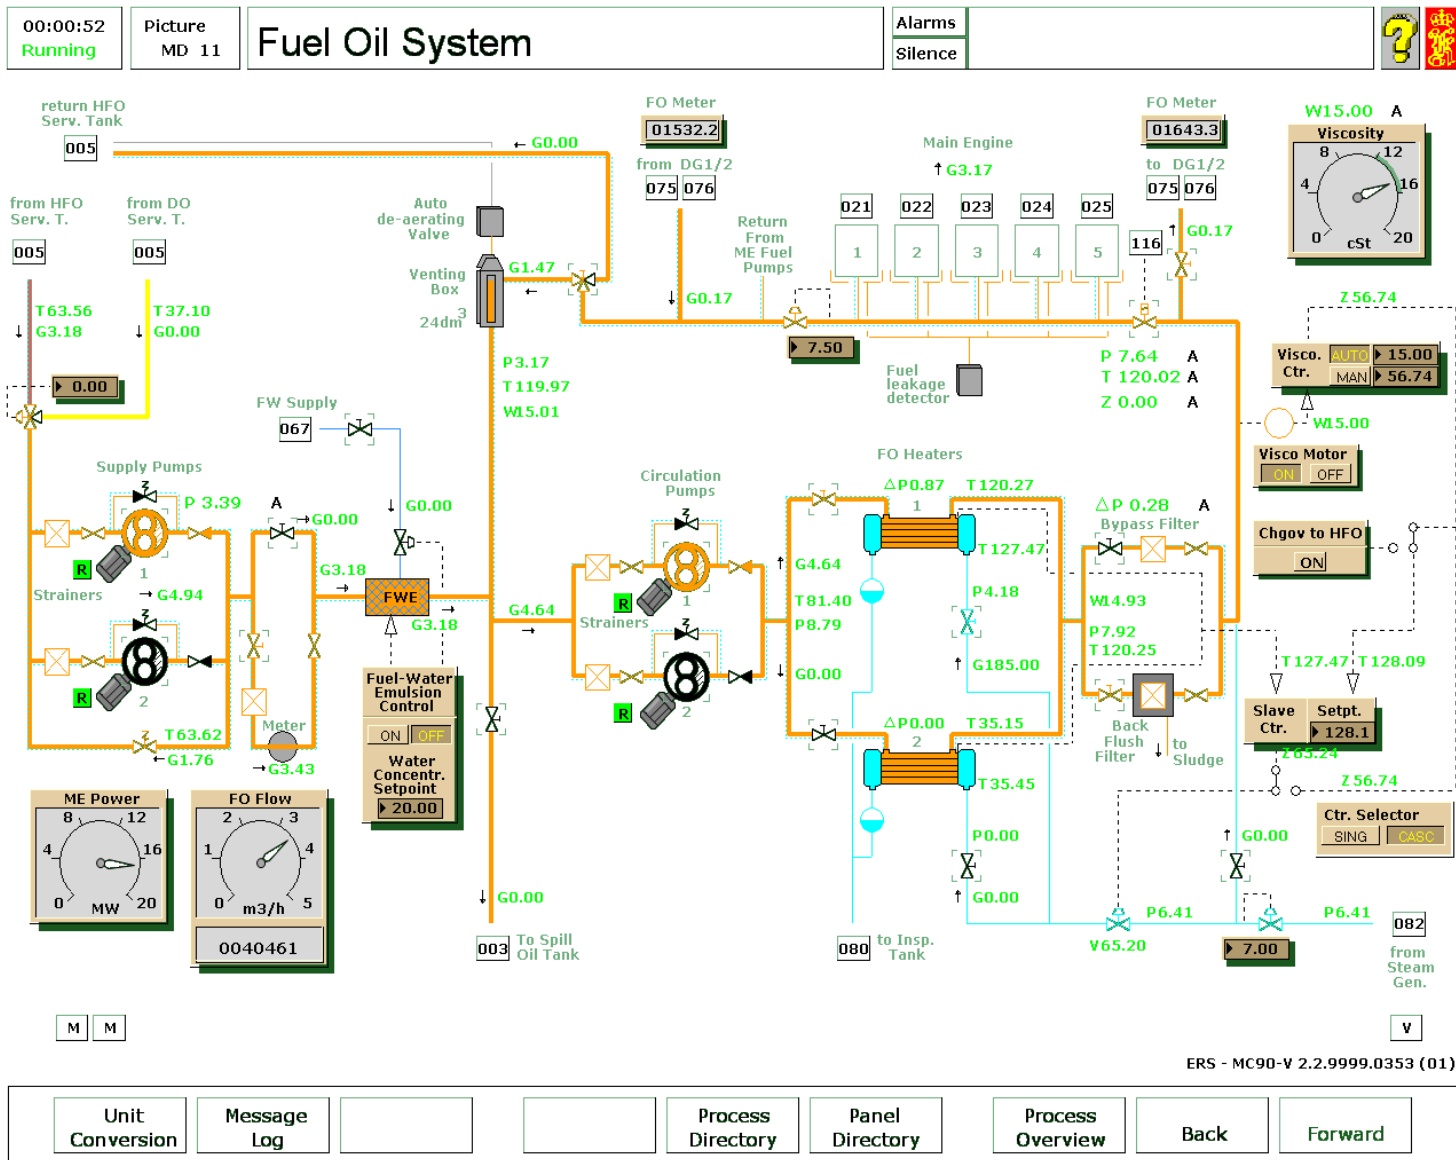 00:00:52
Running
Picture
MD 11
Fuel Oil System
Alarms
Silence
?
return HFO
Serv. Tank
005
G0.00
FO Meter
01532.2
from DG1/2
075 076
Main Engine
G3.17
FO Meter
01643.3
to DG1/2
075 076
W15.00 A
Viscosity
8 12
4 16
0 20
cSt
from HFO
Serv. T.
005
from DO
Serv. T.
005
Auto
de-aerating
Valve
Return
From
ME Fuel
Pumps
021 022 023 024 025
1 2 3 4 5
116
G0.17
Venting
Box
3
24dm
G1.47
G0.17
T63.56
G3.18
T37.10
G0.00
0.00
7.50
Z 56.74
P3.17
T119.97
W15.01
Fuel
leakage
detector
P 7.64 A
T 120.02 A
Z 0.00 A
Visco.
Ctr.
AUTO 15.00
MAN 56.74
W15.00
FW Supply
067
G0.00
Visco Motor
ON OFF
Supply Pumps
P 3.39
A
G0.00
Circulation
Pumps
FO Heaters
△P0.87 T120.27
1
△P 0.28 A
Bypass Filter
Chgov to HFO
ON
z
R
1
Strainers
G4.94
G3.18
FWE
G3.18
G4.64
z
R
1
Strainers
G4.64
T81.40
P8.79
G0.00
T127.47
P4.18
G185.00
W14.93
P7.92
T120.25
z
R
2
z
R
2
T127.47 T128.09
Fuel-Water
Emulsion
Control
ON OFF
Water
Concentr.
Setpoint
20.00
z
T63.62
G1.76
Meter
G3.43
△P0.00 T35.15
2
T35.45
Back
Flush
Filter
to
Sludge
Slave
Ctr.
Setpt.
128.1
Z65.24
Z 56.74
ME Power
8 12
4 16
0 20
MW
FO Flow
2 3
1 4
0 5
m3/h
0040461
P0.00
G0.00
G0.00
Ctr. Selector
SING CASC
G0.00
003
To Spill
Oil Tank
080
to Insp.
Tank
V65.20
P6.41
7.00
P6.41
082
from
Steam
Gen.
M M
V
ERS - MC90-V 2.2.9999.0353 (01)
Unit
Conversion
Message
Log
Process
Directory
Panel
Directory
Process
Overview
Back
Forward